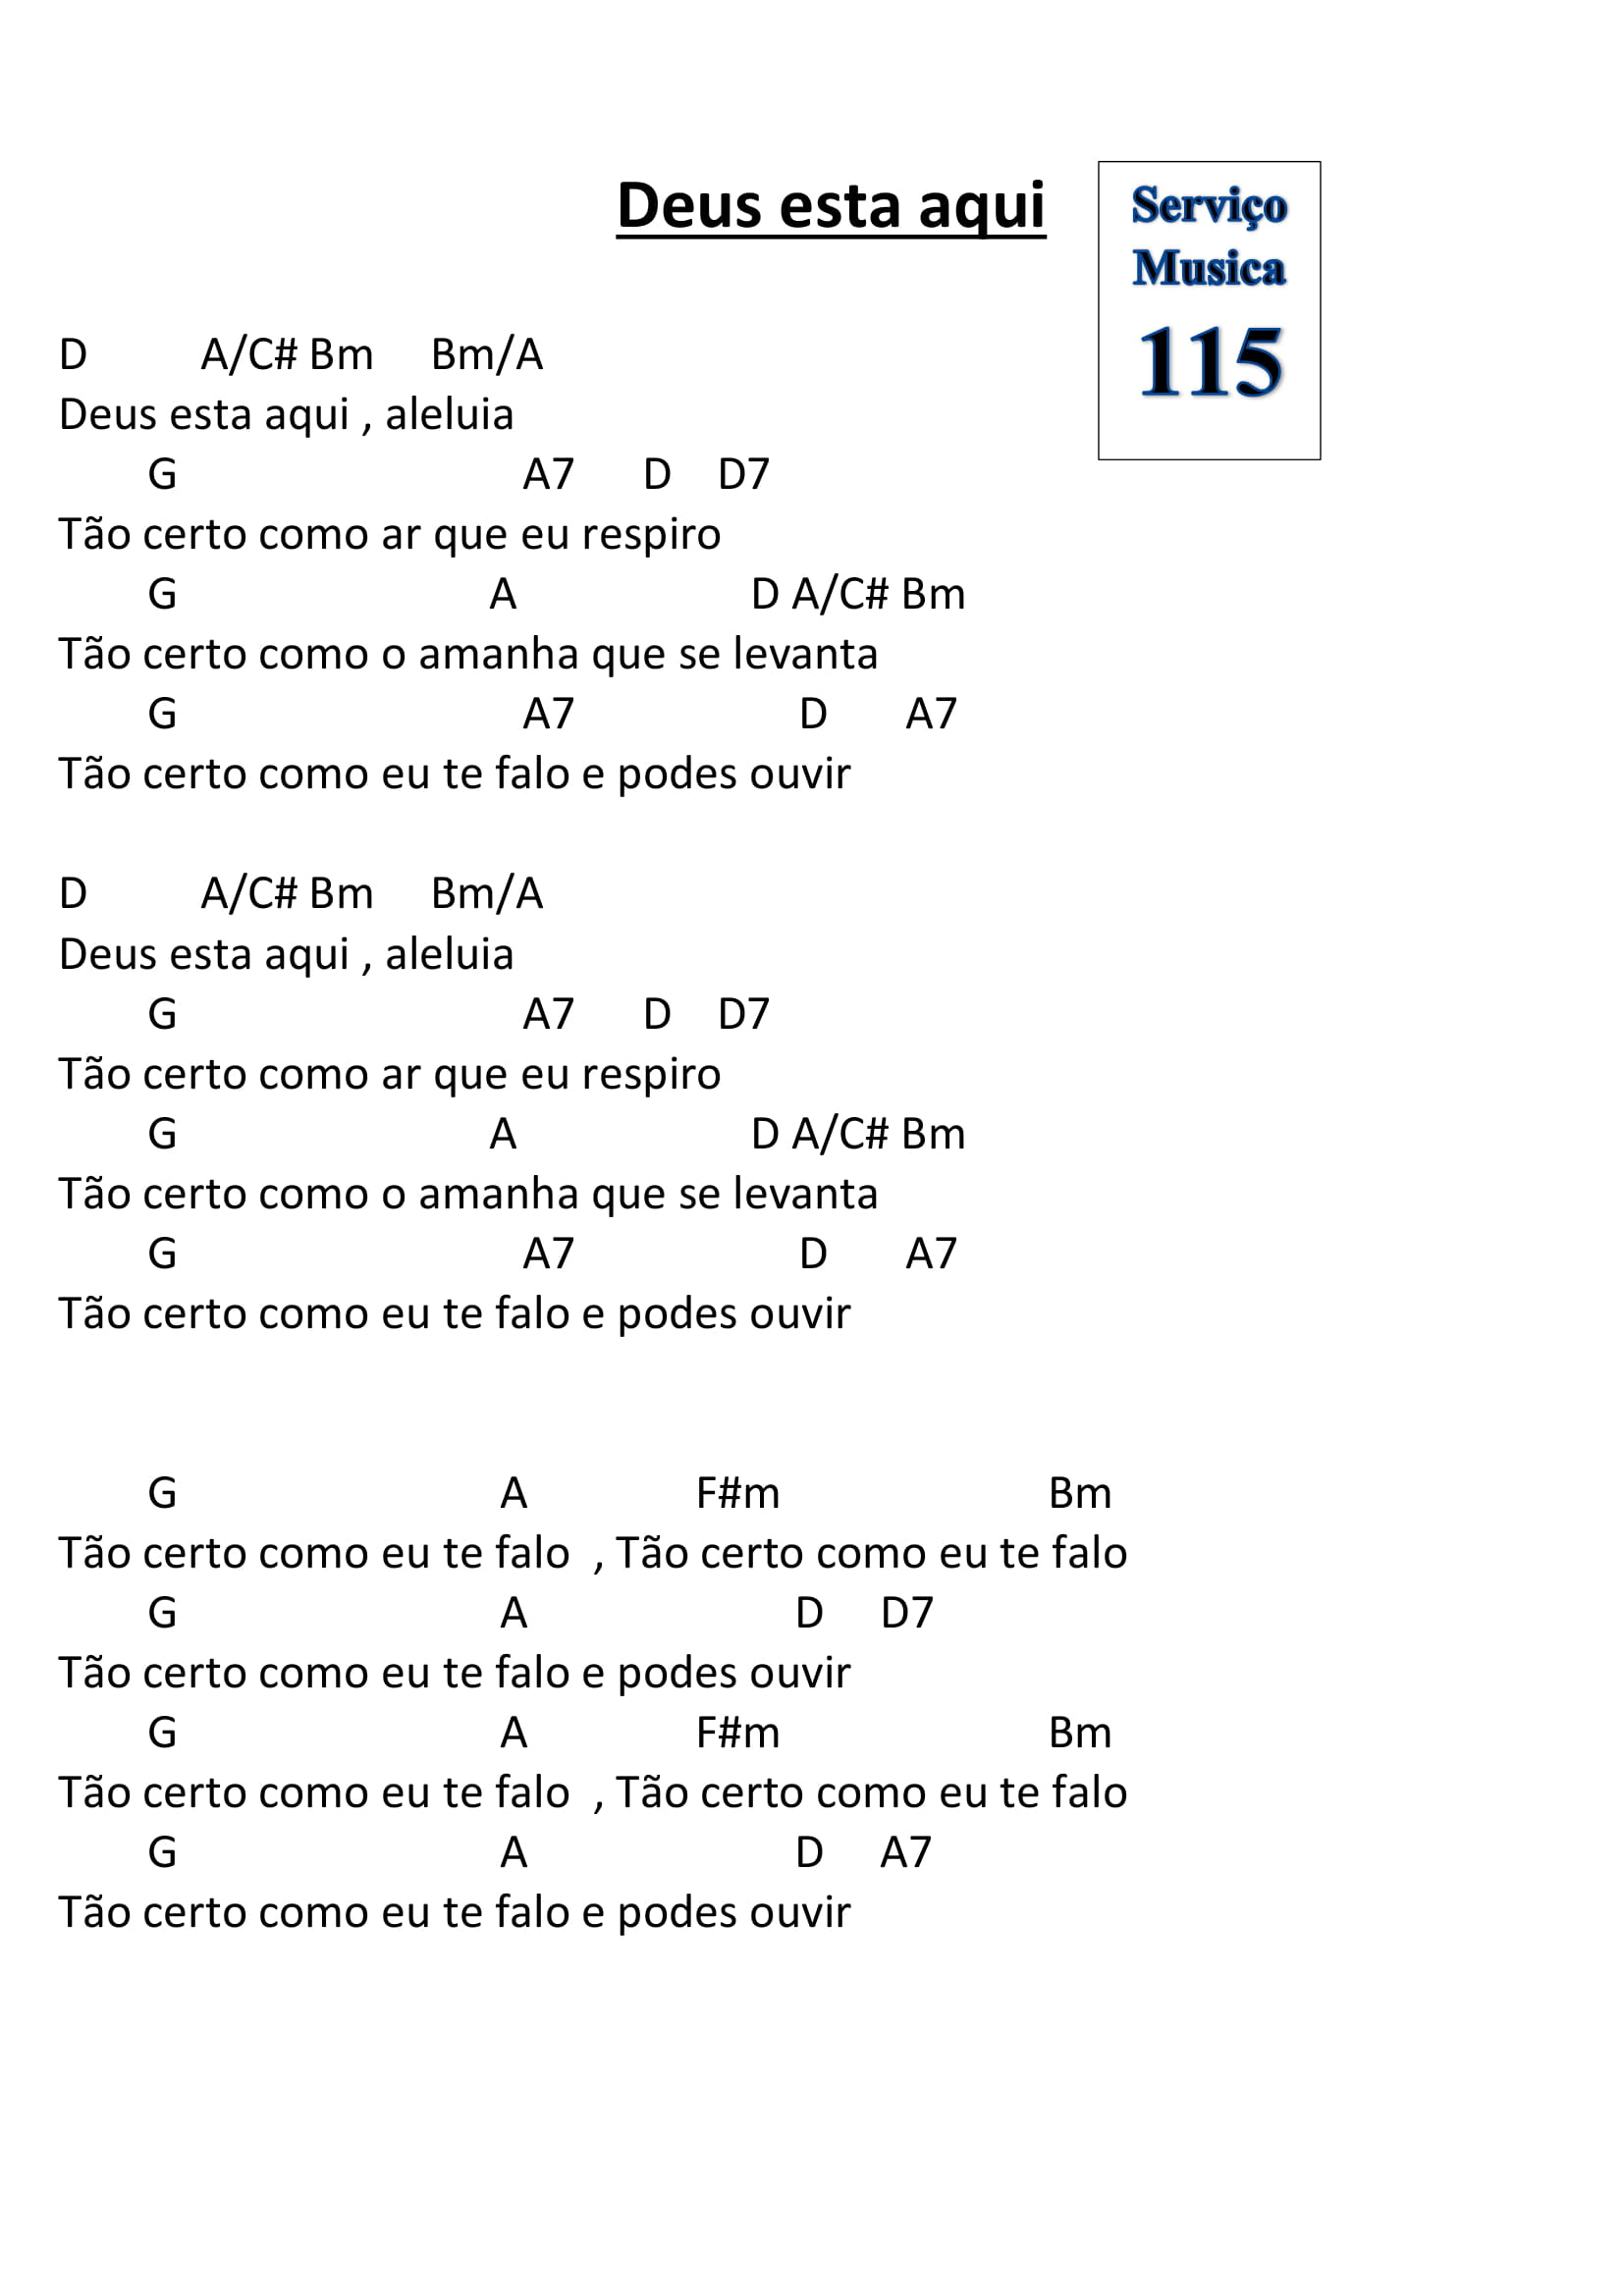 Deus esta aqui
Serviço
Musica
115
D A/C# Bm Bm/A
Deus esta aqui , aleluia
G A7 D D7
Tão certo como ar que eu respiro
G A D A/C# Bm
Tão certo como o amanha que se levanta
G A7 D A7
Tão certo como eu te falo e podes ouvir
D A/C# Bm Bm/A
Deus esta aqui , aleluia
G A7 D D7
Tão certo como ar que eu respiro
G A D A/C# Bm
Tão certo como o amanha que se levanta
G A7 D A7
Tão certo como eu te falo e podes ouvir
G A F#m Bm
Tão certo como eu te falo , Tão certo como eu te falo
G A D D7
Tão certo como eu te falo e podes ouvir
G A F#m Bm
Tão certo como eu te falo , Tão certo como eu te falo
G A D A7
Tão certo como eu te falo e podes ouvir